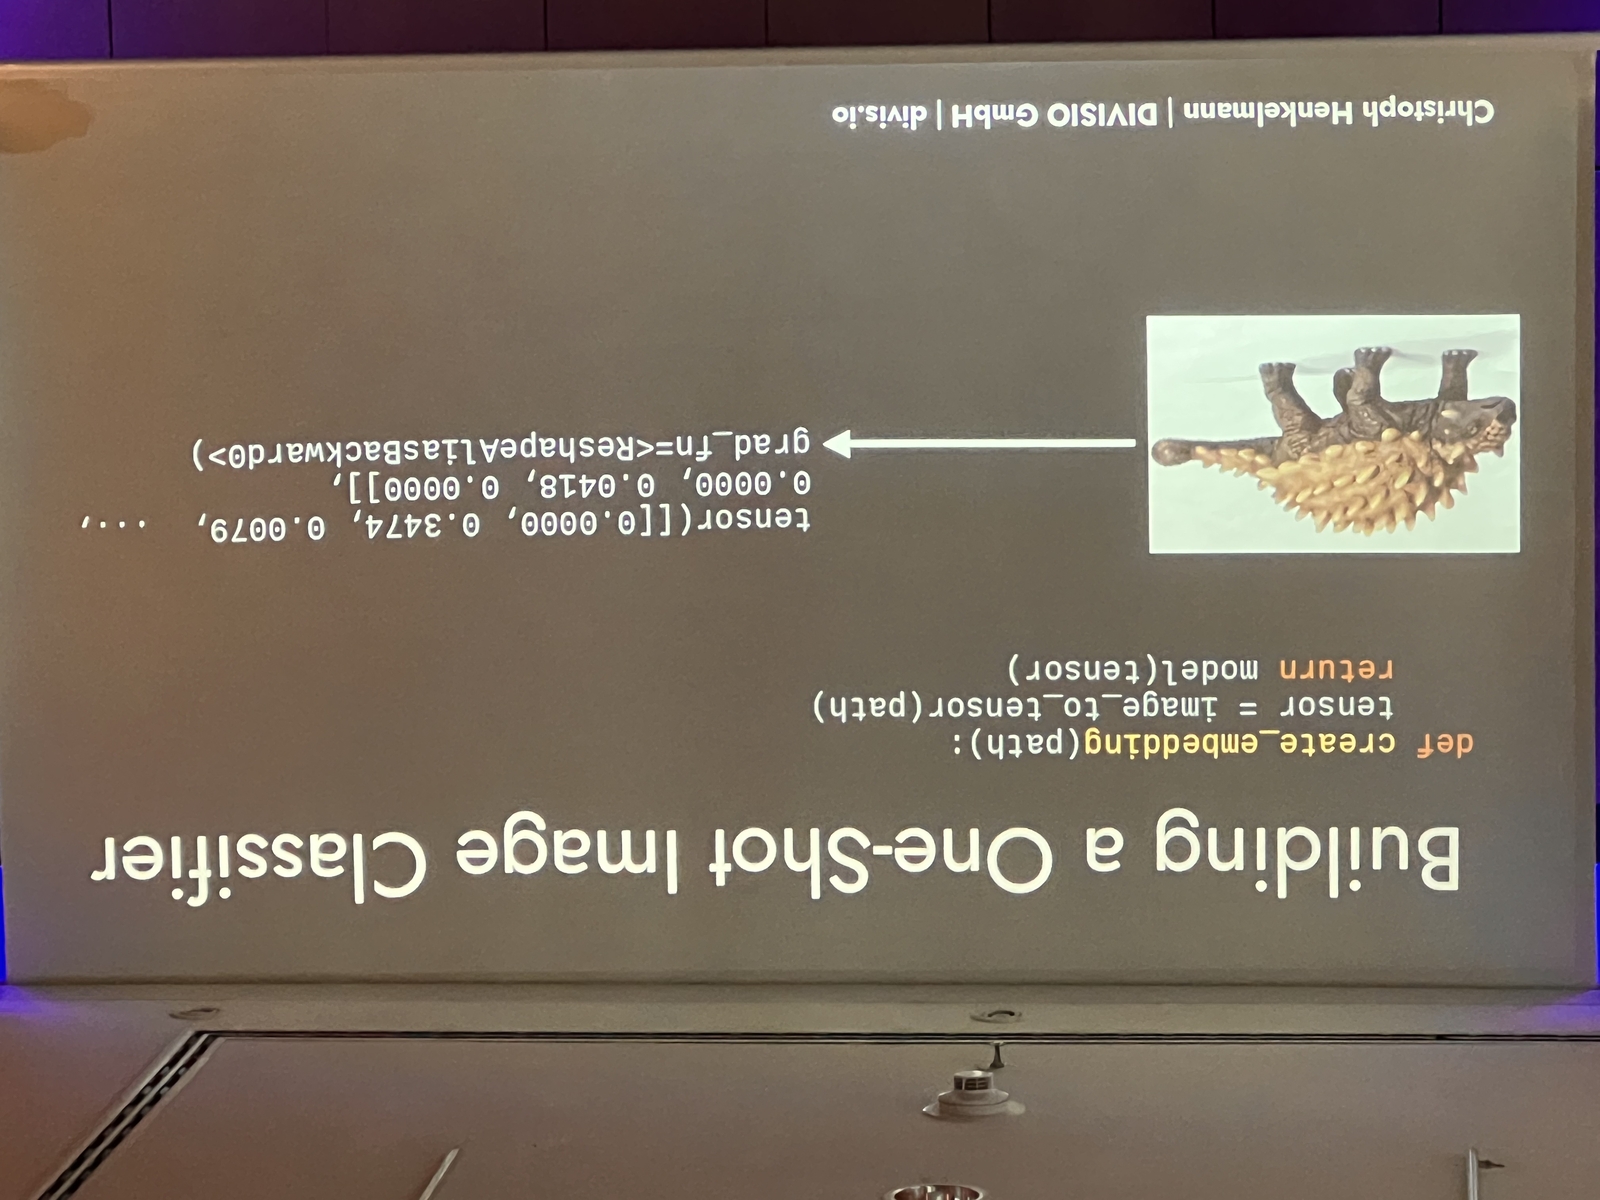 Building a One-Shot Image Classifier
def create_embedding(path):
    tensor = image_to_tensor(path)
    return model(tensor)
tensor([[0.0000, 0.3474, 0.0079,  ...,
0.0000, 0.0418, 0.0000]],
grad_fn=<ReshapeAliasBackward0>)
Christoph Henkelmann | DIVISIO GmbH | divis.io